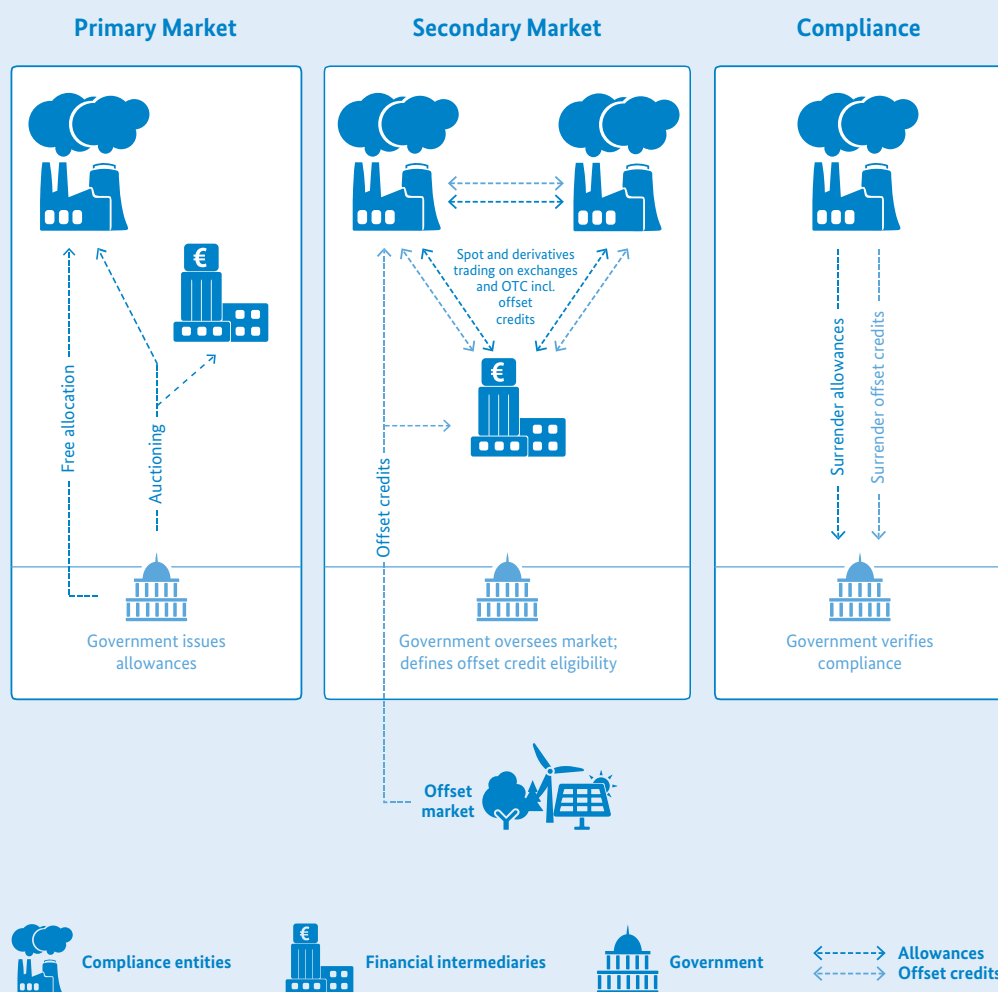 Primary Market
Secondary Market
Compliance
€
Free allocation
Auctioning
Government issues
allowances
Spot and derivatives
trading on exchanges
and OTC incl.
offset
credits
€
Offset credits
Government oversees market;
defines offset credit eligibility
Surrender allowances
Surrender offset credits
Government verifies
compliance
Offset
market
Compliance entities
€
Financial intermediaries
Government
Allowances
Offset credits